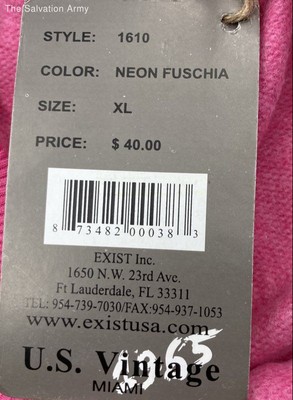 The Salvation Army
STYLE: 1610
COLOR: NEON FUSCHIA
SIZE: XL
PRICE: $ 40.00
8 73482 00038 3
EXIST Inc.
1650 N.W. 23rd Ave.
Ft Lauderdale, FL 33311
TEL: 954-739-7030/FAX:954-937-1053
www.existusa.com
U.S. Vintage
MIAMI